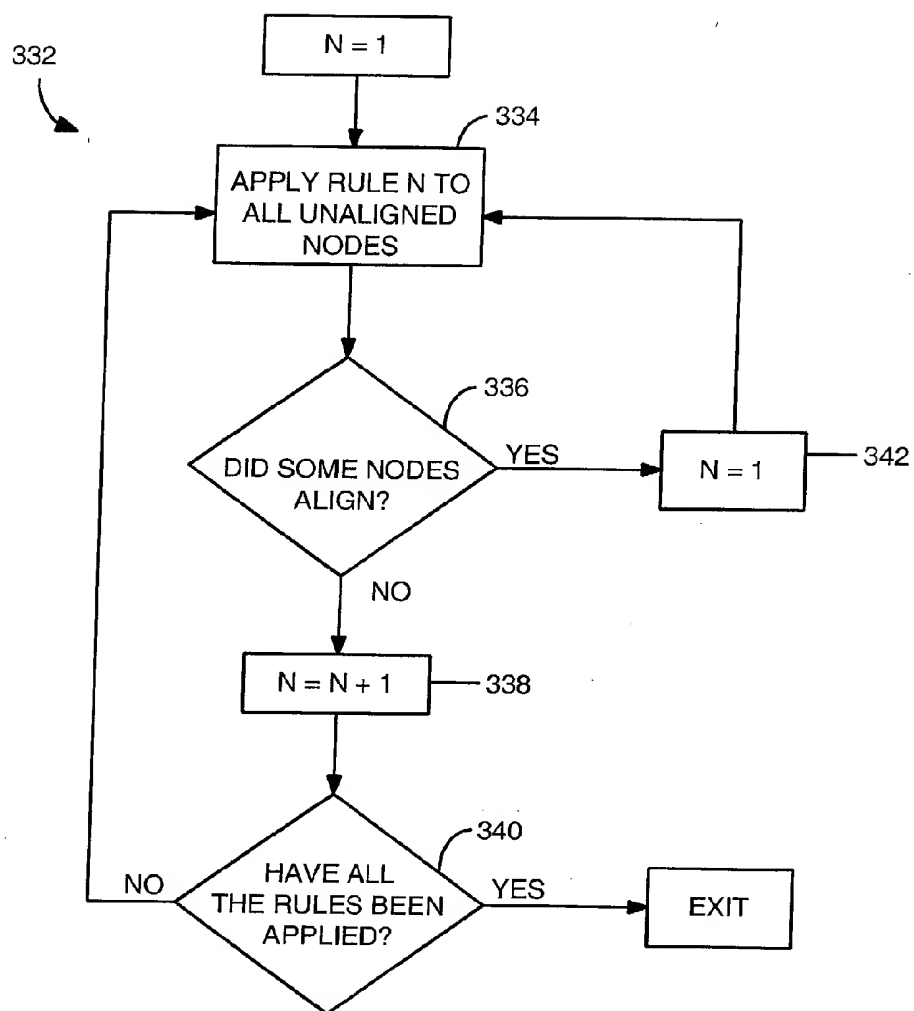 N = 1
332
334
APPLY RULE N TO
ALL UNALIGNED
NODES
336
DID SOME NODES
ALIGN?
YES
N = 1
342
NO
N = N + 1
338
340
HAVE ALL
THE RULES BEEN
APPLIED?
NO
YES
EXIT